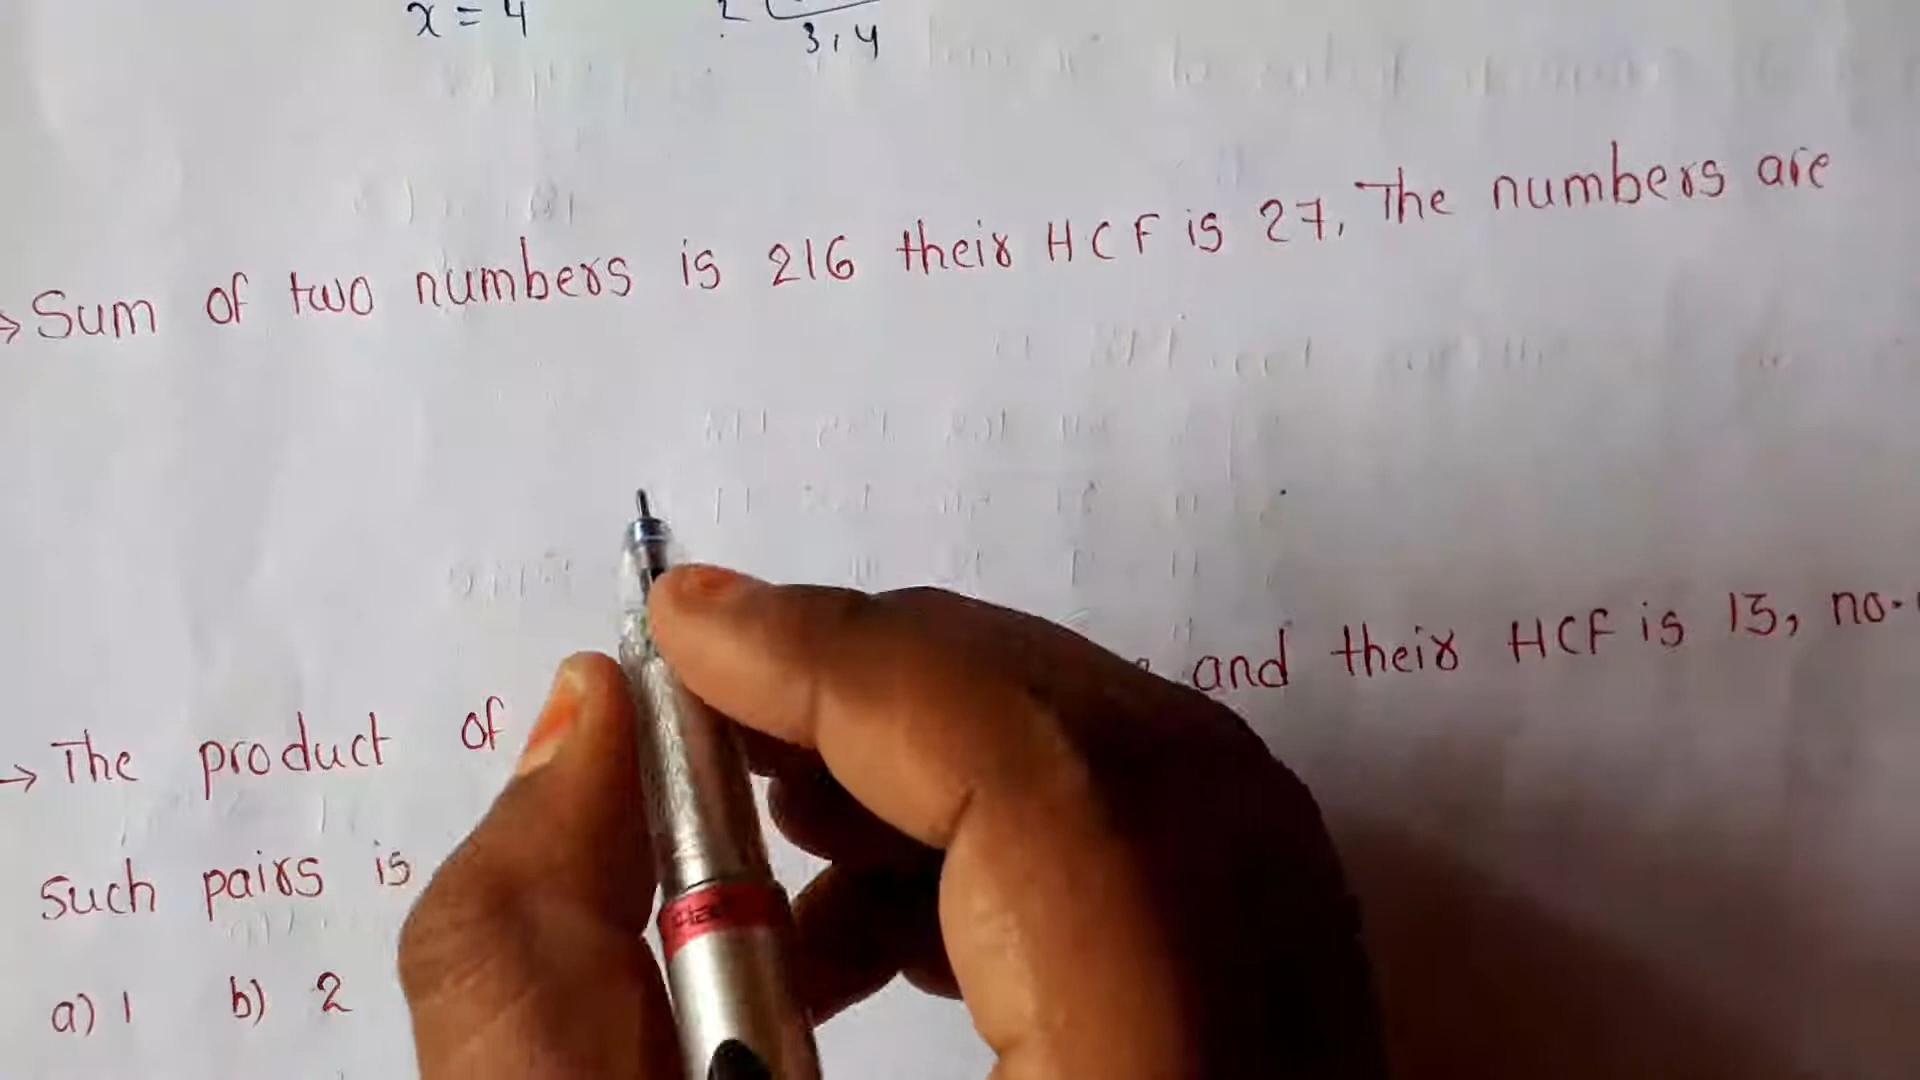 x = 4
2
3, 4
→ Sum of two numbers is 216 their HCF is 27. The numbers are
→ The product of and their HCF is 13, no.
such pairs is
a) 1 b) 2